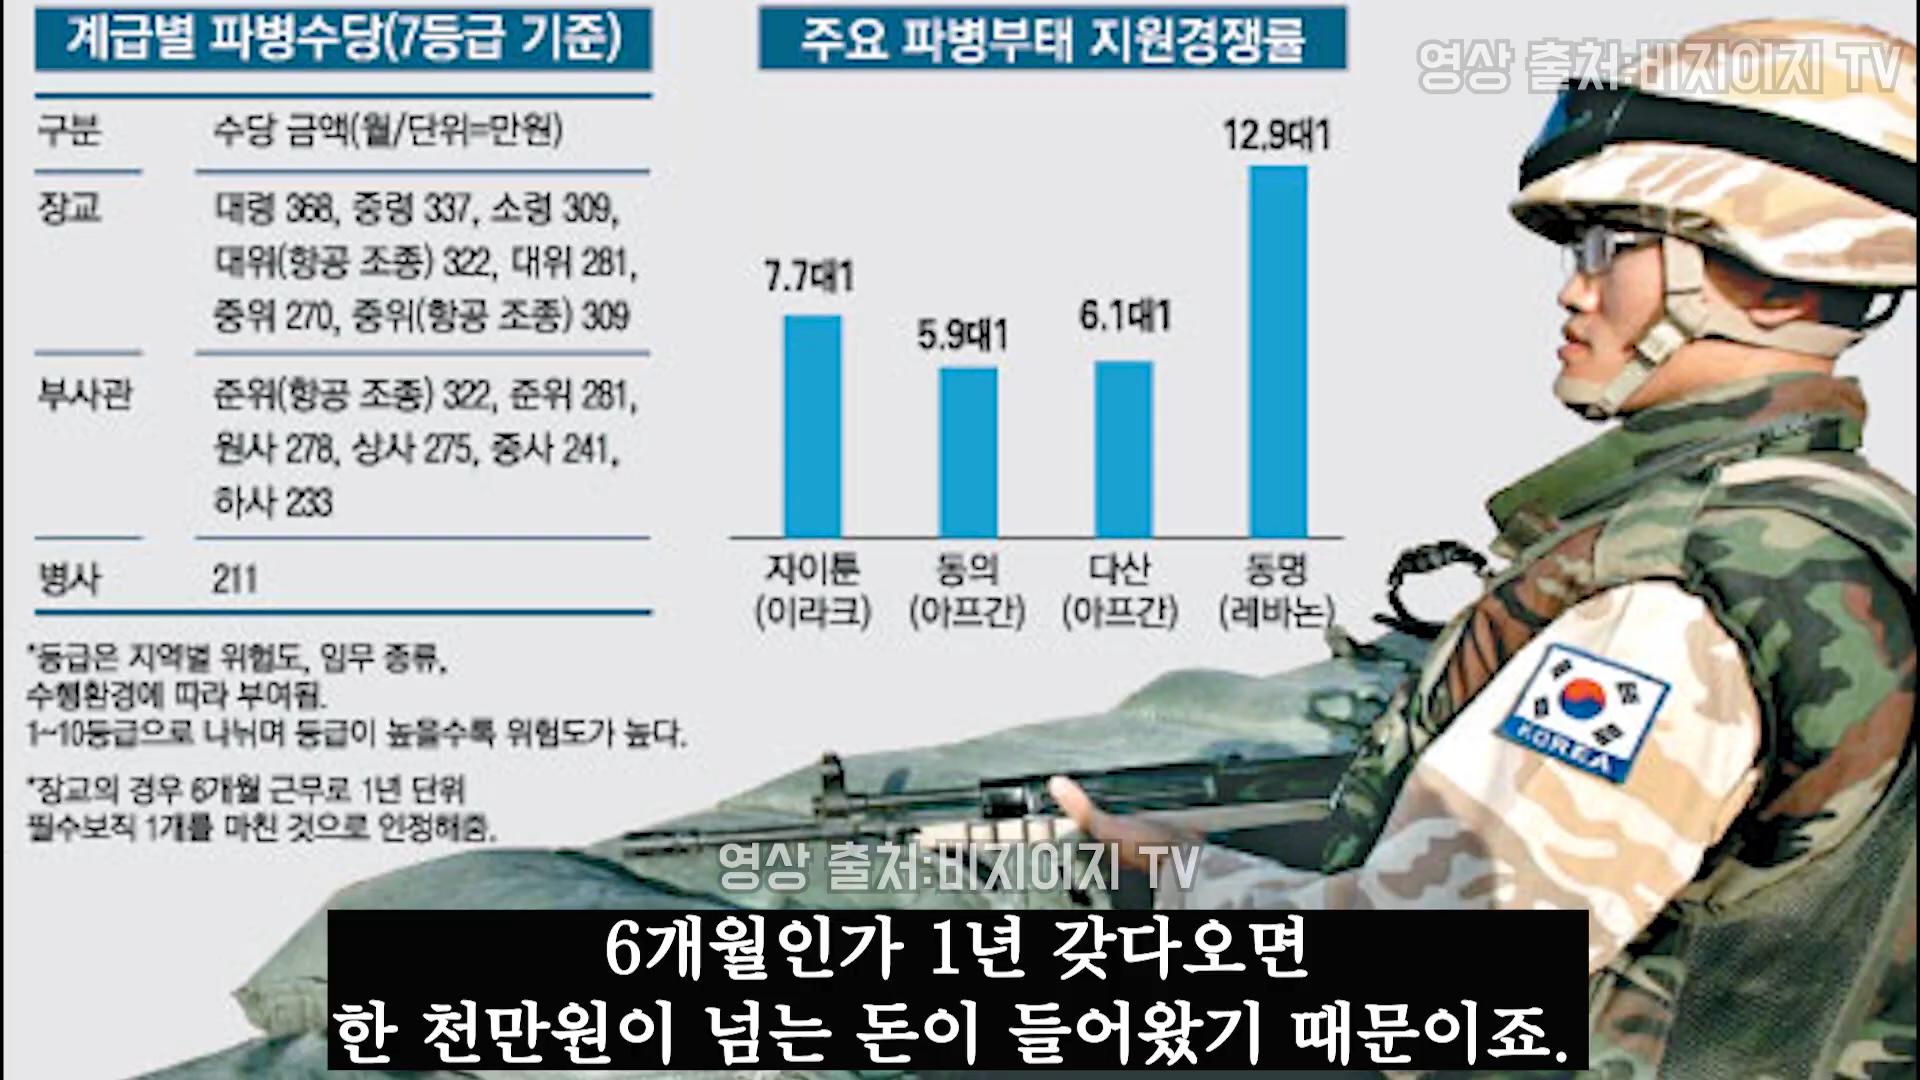 계급별 파병수당(7등급 기준)
구분 수당 금액(월/단위=만원)
장교 대령 368, 중령 337, 소령 309,
대위(항공 조종) 322, 대위 281,
중위 270, 중위(항공 조종) 309
부사관 준위(항공 조종) 322, 준위 281,
원사 278, 상사 275, 중사 241,
하사 233
병사 211
*등급은 지역별 위험도, 임무 종류,
수행환경에 따라 부여됨.
1~10등급으로 나뉘며 등급이 높을수록 위험도가 높다.
*장교의 경우 6개월 근무로 1년 단위
필수보직 1개를 마친 것으로 인정해줌.
주요 파병부태 지원경쟁률
7.7대1
5.9대1
6.1대1
12.9대1
자이툰 동의 다산 동명
(이라크) (아프간) (아프간) (레바논)
영상 출처:비지이지 TV
KOREA
영상 출처:비지이지 TV
6개월인가 1년 갖다오면
한 천만원이 넘는 돈이 들어왔기 때문이죠.